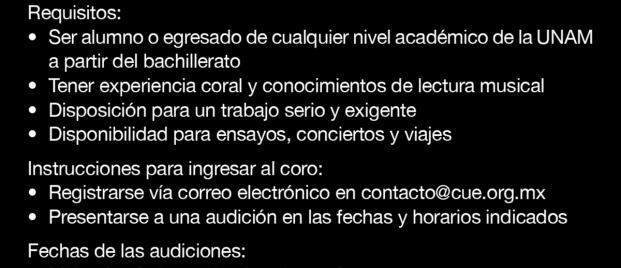 Requisitos:
• Ser alumno o egresado de cualquier nivel académico de la UNAM
a partir del bachillerato
• Tener experiencia coral y conocimientos de lectura musical
• Disposición para un trabajo serio y exigente
• Disponibilidad para ensayos, conciertos y viajes
Instrucciones para ingresar al coro:
• Registrarse vía correo electrónico en contacto@cue.org.mx
• Presentarse a una audición en las fechas y horarios indicados
Fechas de las audiciones: